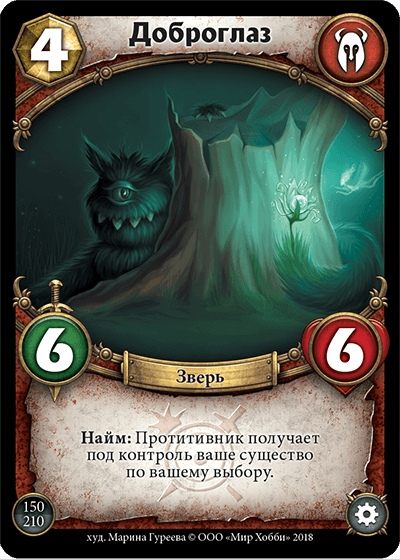 4
Доброглаз
6
6
Зверь
Найм: Протитивник получает
под контроль ваше существо
по вашему выбору.
150
210
худ. Марина Гуреева © ООО «Мир Хобби» 2018